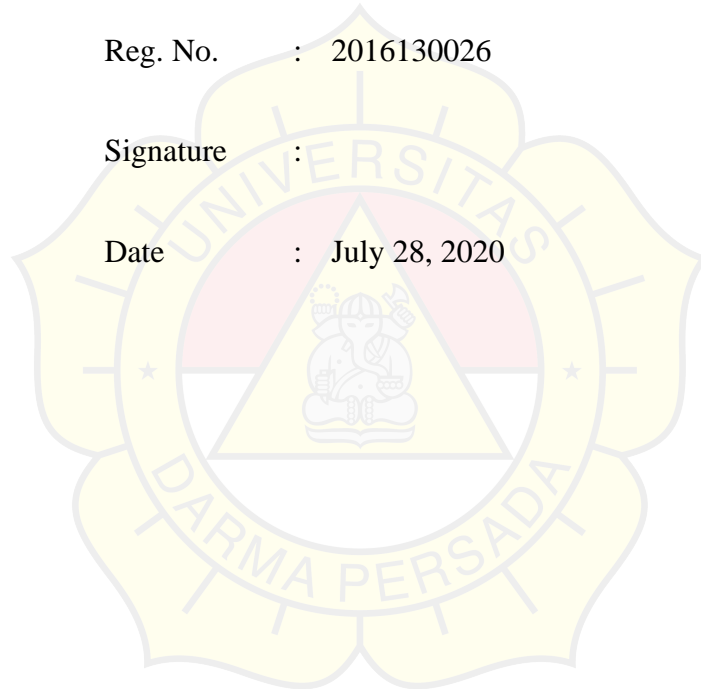 Reg. No. : 2016130026
Signature :
Date : July 28, 2020
UNIVERSITAS
DARMA PERSADA